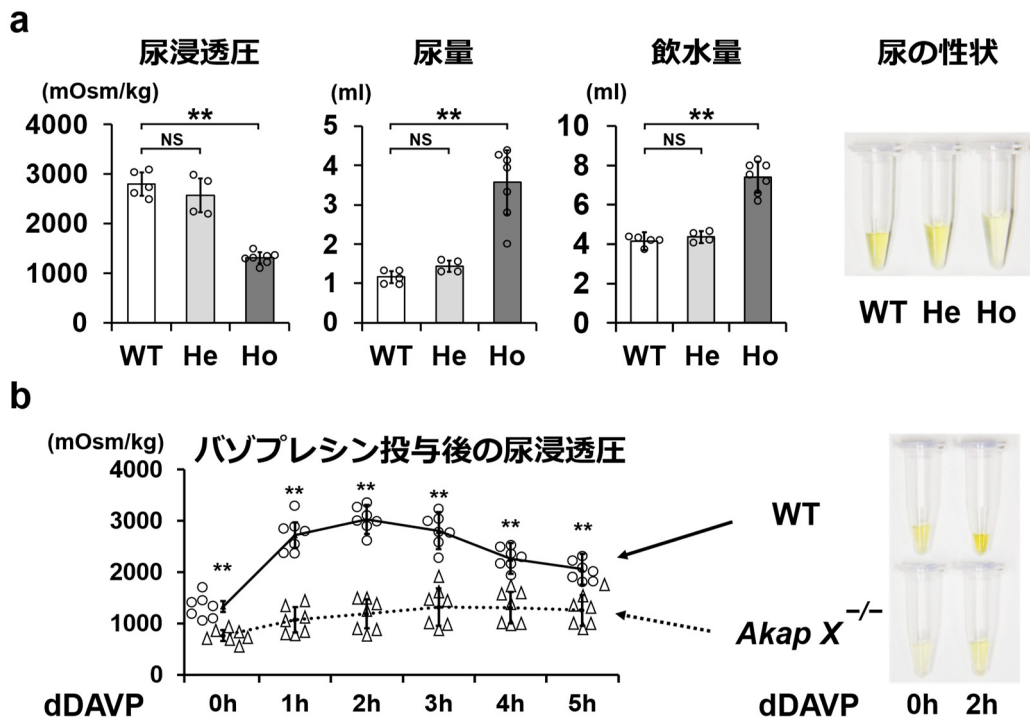 a
尿浸透圧
(mOsm/kg)
4000
3000
2000
1000
0
**
NS
WT He Ho
尿量
(ml)
5
4
3
2
1
0
**
NS
WT He Ho
飲水量
(ml)
10
8
6
4
2
0
**
NS
WT He Ho
尿の性状
WT He Ho
b
(mOsm/kg)
バゾプレシン投与後の尿浸透圧
4000
3000
2000
1000
0
** ** ** ** ** **
WT
Akap X −/−
dDAVP 0h 1h 2h 3h 4h 5h
dDAVP 0h 2h